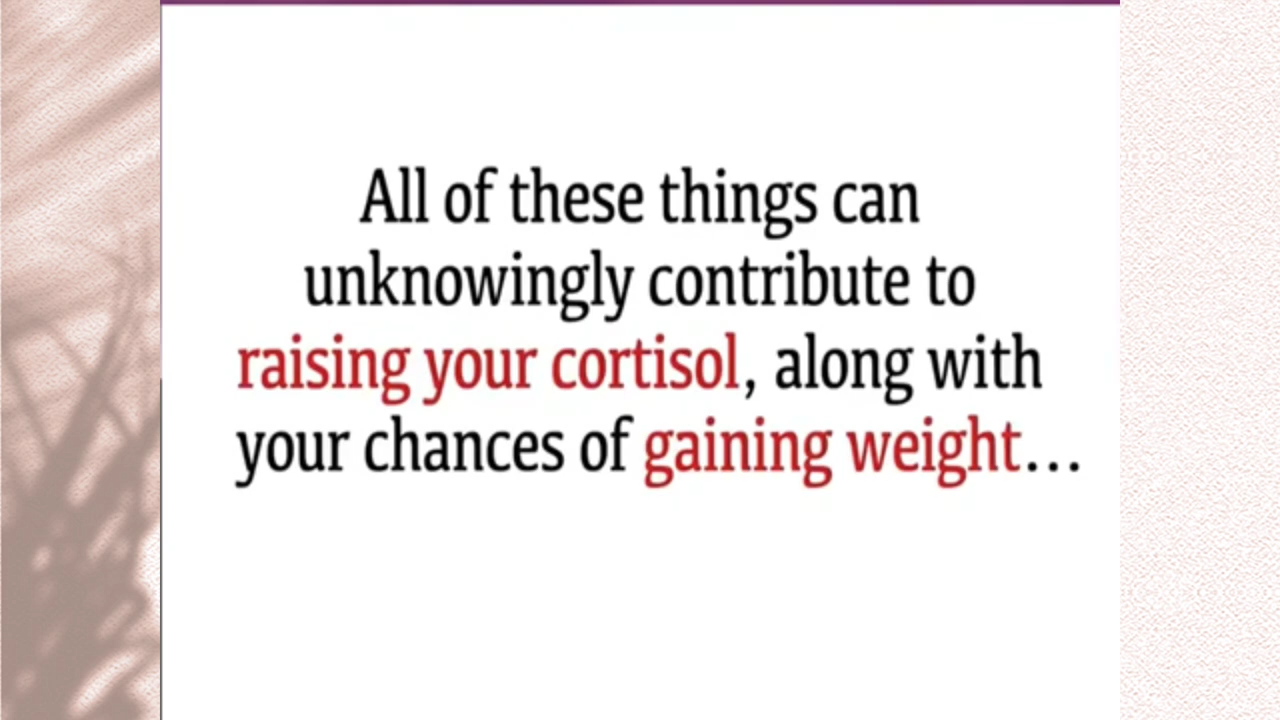 All of these things can
unknowingly contribute to
raising your cortisol, along with
your chances of gaining weight…